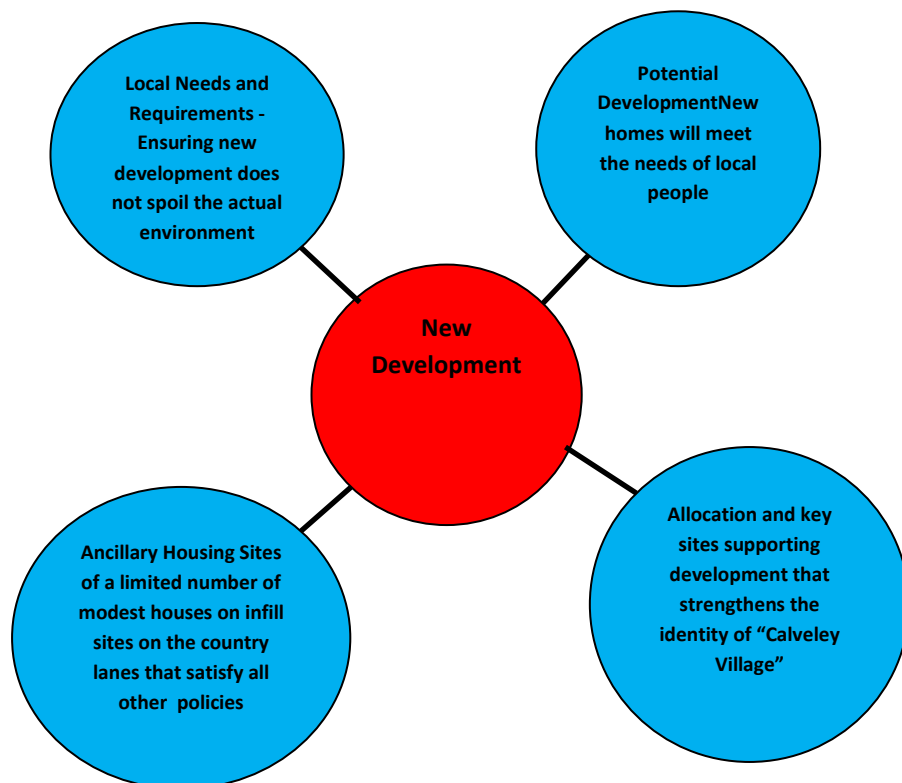 Local Needs and
Requirements -
Ensuring new
development does
not spoil the actual
environment
Potential
DevelopmentNew
homes will meet
the needs of local
people
New
Development
Ancillary Housing Sites
of a limited number of
modest houses on infill
sites on the country
lanes that satisfy all
other policies
Allocation and key
sites supporting
development that
strengthens the
identity of “Calveley
Village”